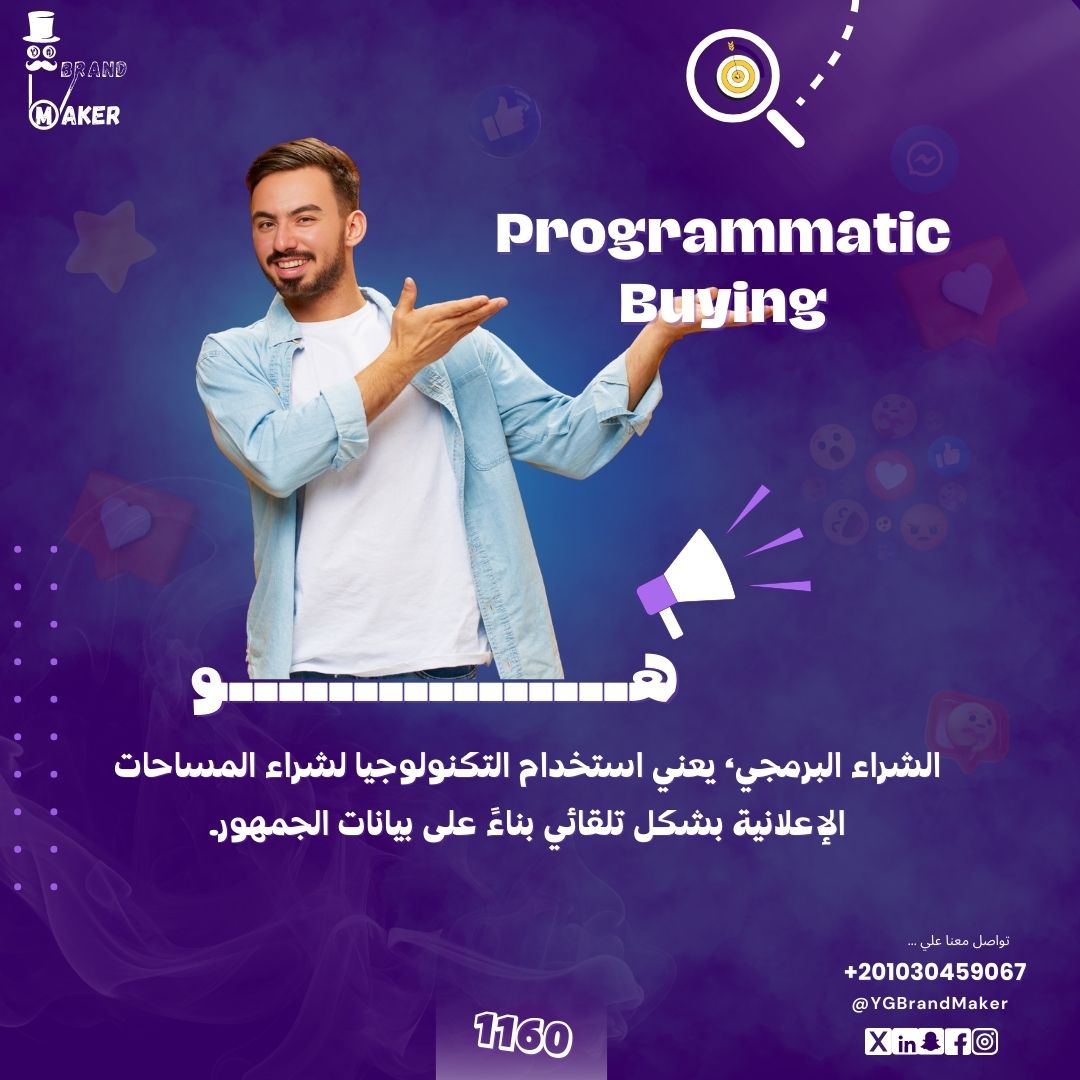 BRAND
MAKER
Programmatic
Buying
هـــــــــــــــو
الشراء البرمجي، يعني استخدام التكنولوجيا لشراء المساحات
الإعلانية بشكل تلقائي بناءً على بيانات الجمهور.
تواصل معنا علي ...
+201030459067
@YGBrandMaker
1160